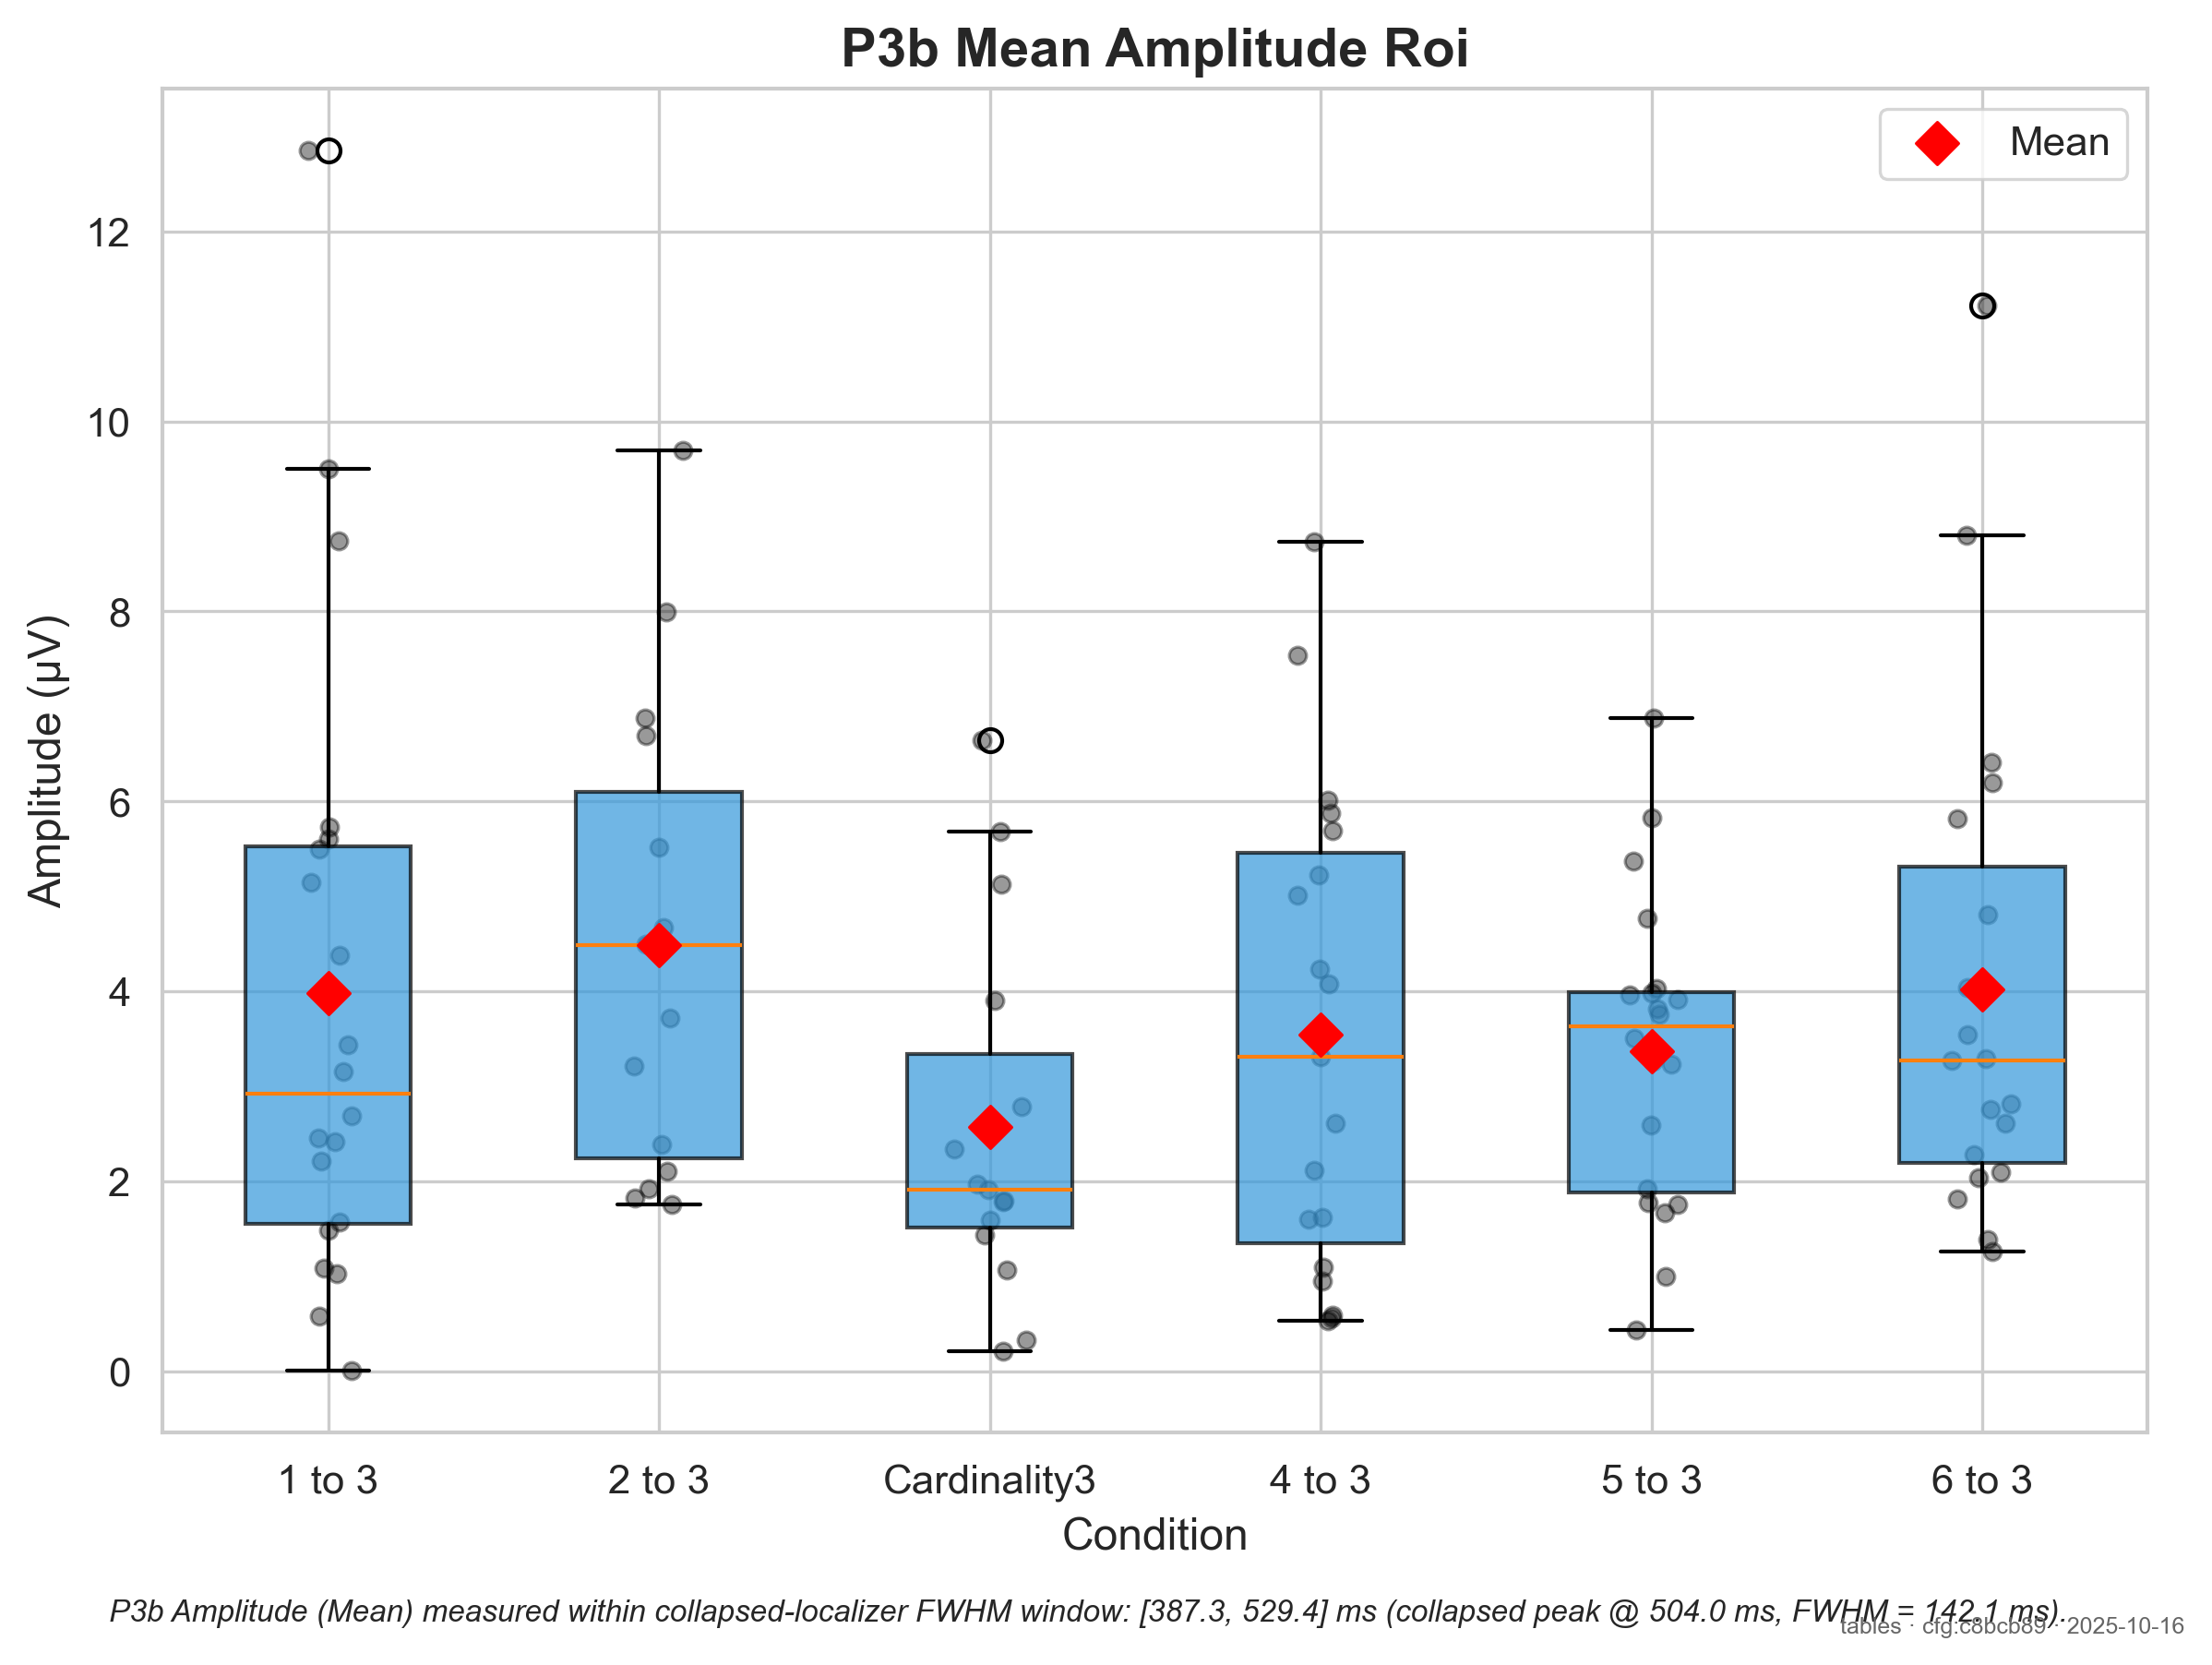 P3b Mean Amplitude Roi
Mean
12
10
8
6
4
2
0
Amplitude (µV)
1 to 3
2 to 3
Cardinality3
4 to 3
5 to 3
6 to 3
Condition
P3b Amplitude (Mean) measured within collapsed-localizer FWHM window: [387.3, 529.4] ms (collapsed peak @ 504.0 ms, FWHM = 142.1 ms).
tables · cfg:c8bcb89 · 2025-10-16